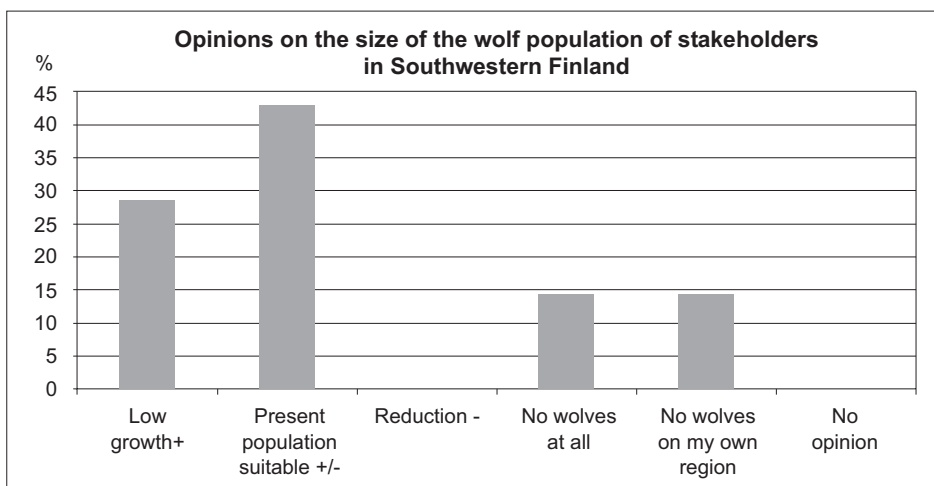 Opinions on the size of the wolf population of stakeholders
in Southwestern Finland
%
45
40
35
30
25
20
15
10
5
0
Low
growth+
Present
population
suitable +/-
Reduction -
No wolves
at all
No wolves
on my own
region
No
opinion